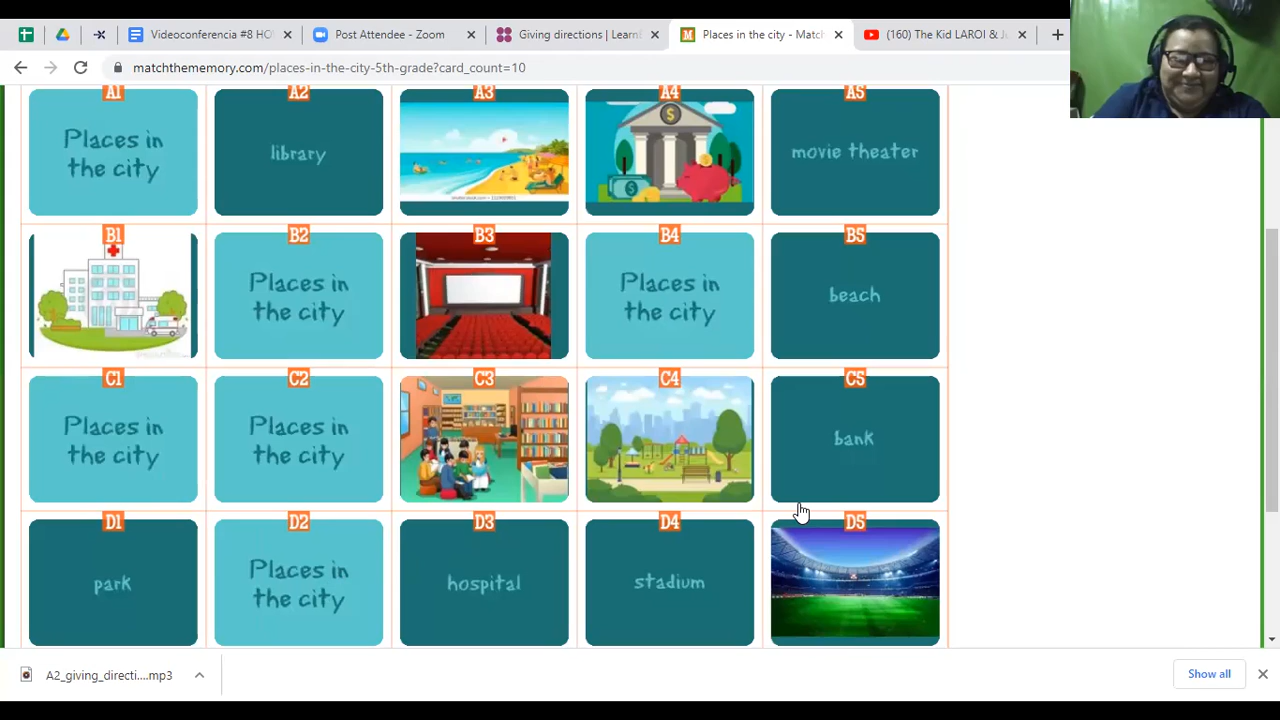 Videoconferencia #8 HO
Post Attendee - Zoom
Giving directions | Learn
Places in the city - Match
(160) The Kid LAROI & J
matchthememory.com/places-in-the-city-5th-grade?card_count=10
A1
A2
A3
A4
A5
Places in
the city
library
movie theater
B1
B2
B3
B4
B5
Places in
the city
Places in
the city
beach
C1
C2
C3
C4
C5
Places in
the city
Places in
the city
bank
D1
D2
D3
D4
D5
park
Places in
the city
hospital
stadium
A2_giving_directi....mp3
Show all